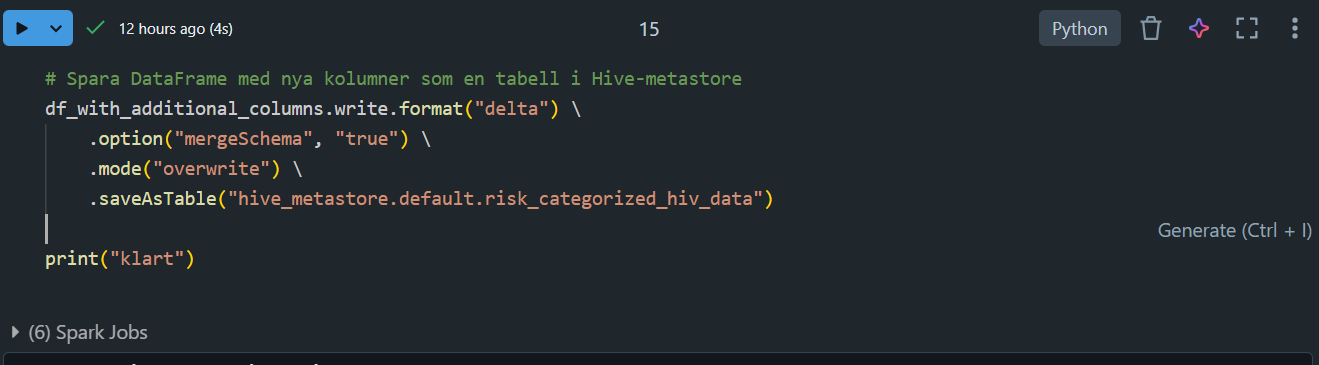 12 hours ago (4s)
15
Python
# Spara DataFrame med nya kolumner som en tabell i Hive-metastore
df_with_additional_columns.write.format("delta") \
.option("mergeSchema", "true") \
.mode("overwrite") \
.saveAsTable("hive_metastore.default.risk_categorized_hiv_data")
Generate (Ctrl + I)
print("klart")
(6) Spark Jobs